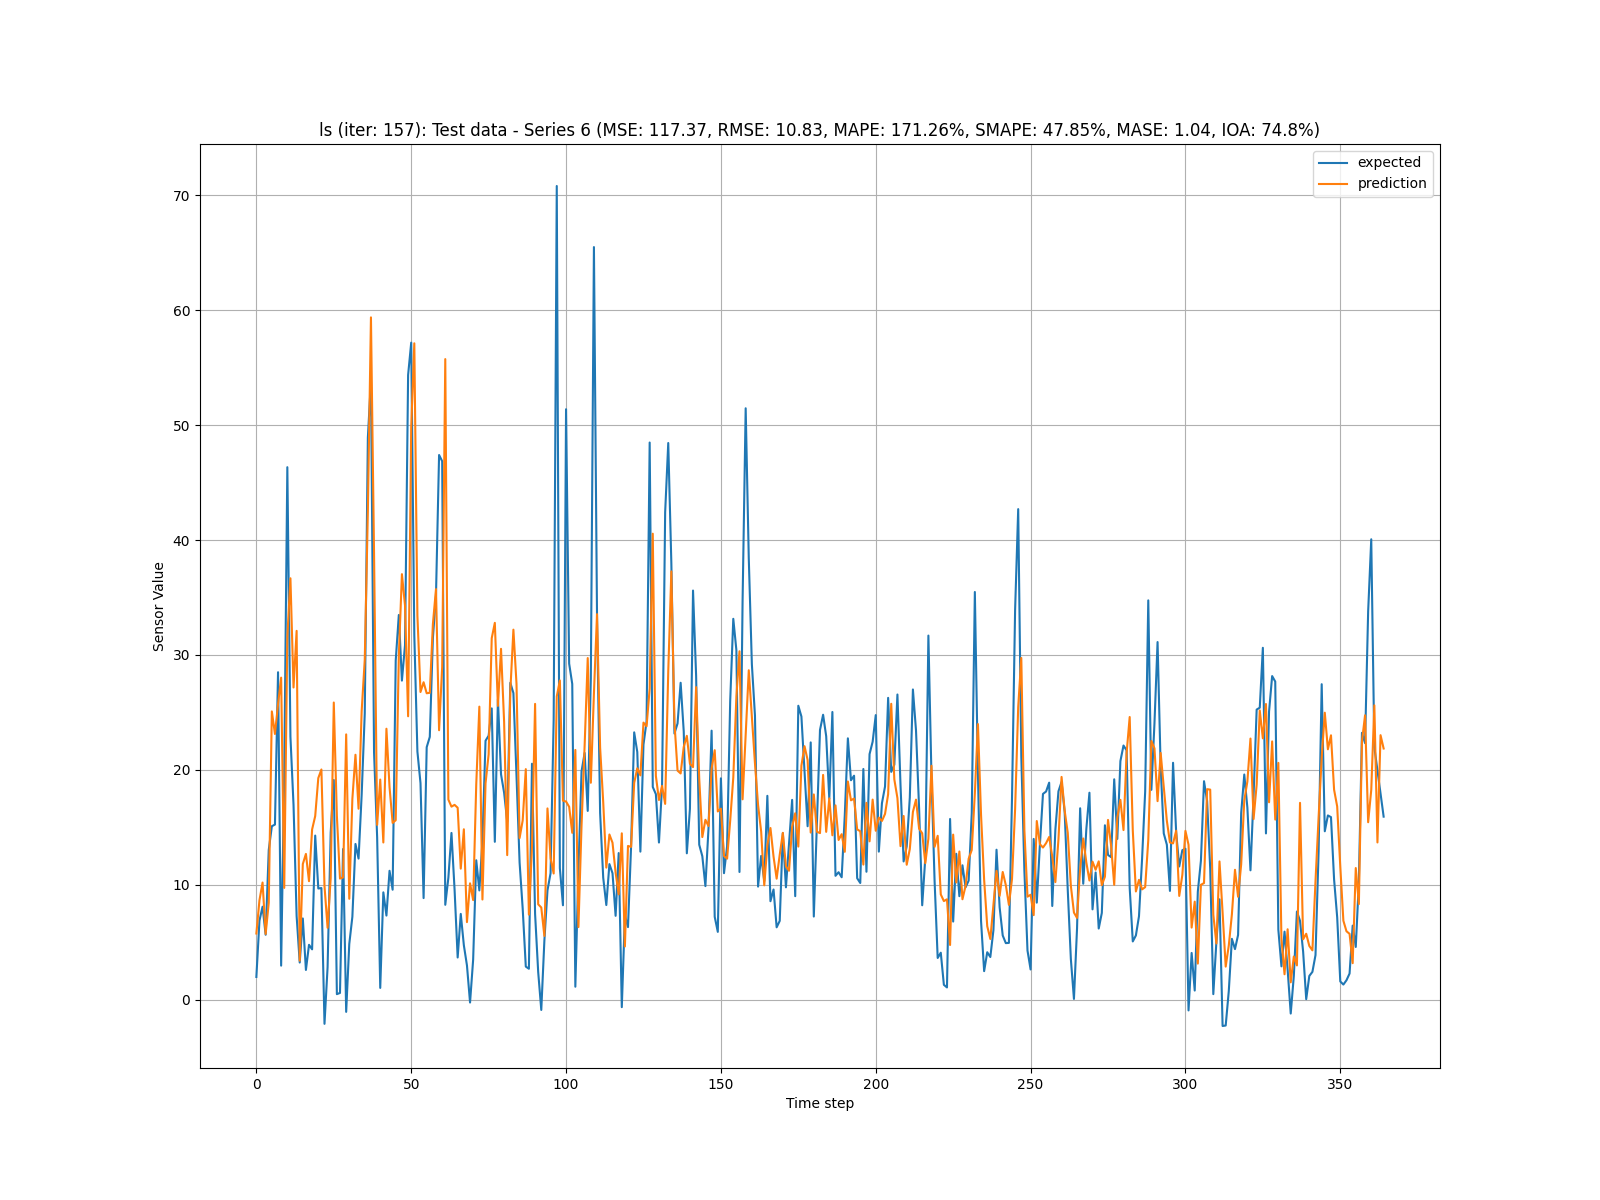 ls (iter: 157): Test data - Series 6 (MSE: 117.37, RMSE: 10.83, MAPE: 171.26%, SMAPE: 47.85%, MASE: 1.04, IOA: 74.8%)
expected
prediction
70
60
50
40
30
20
10
0
Sensor Value
0 50 100 150 200 250 300 350
Time step